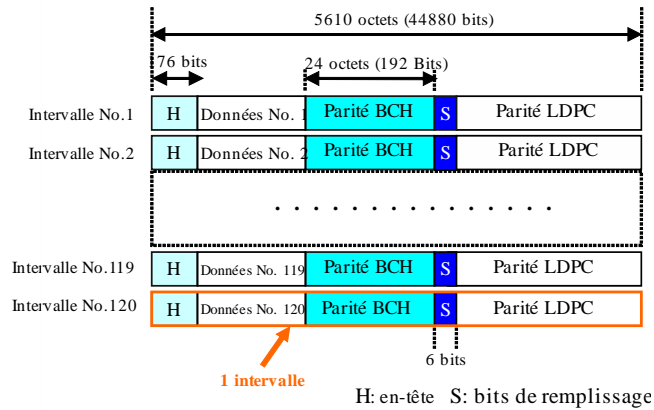 5610 octets (44880 bits)
176 bits
24 octets (192 Bits)
Intervalle No.1 H Données No. 1 Parité BCH S Parité LDPC
Intervalle No.2 H Données No. 2 Parité BCH S Parité LDPC
. . . . . . . . . . . . . . .
Intervalle No.119 H Données No. 119 Parité BCH S Parité LDPC
Intervalle No.120 H Données No. 120 Parité BCH S Parité LDPC
6 bits
1 intervalle
H: en-tête S: bits de remplissage